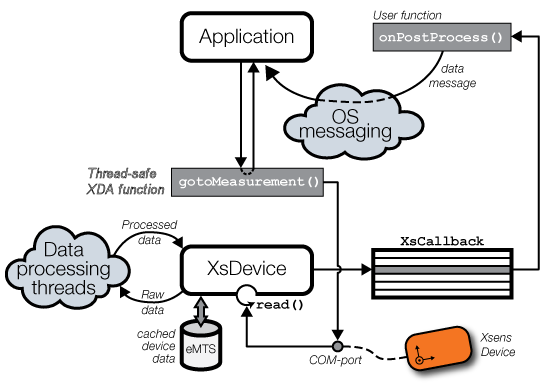 User function
Application
onPostProcess()
data
message
OS
messaging
Thread-safe
XDA function
gotoMeasurement()
Processed
data
XsCallback
Data
processing
threads
XsDevice
Raw
data
read()
cached
device
data
eMTS
COM-port
Xsens
Device